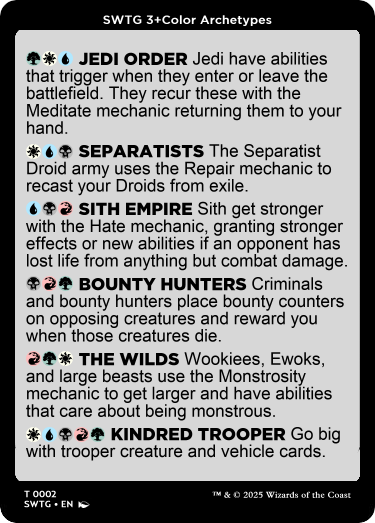 SWTG 3+Color Archetypes
JEDI ORDER Jedi have abilities
that trigger when they enter or leave the
battlefield. They recur these with the
Meditate mechanic returning them to your
hand.
SEPARATISTS The Separatist
Droid army uses the Repair mechanic to
recast your Droids from exile.
SITH EMPIRE Sith get stronger
with the Hate mechanic, granting stronger
effects or new abilities if an opponent has
lost life from anything but combat damage.
BOUNTY HUNTERS Criminals
and bounty hunters place bounty counters
on opposing creatures and reward you
when those creatures die.
THE WILDS Wookiees, Ewoks,
and large beasts use the Monstrosity
mechanic to get larger and have abilities
that care about being monstrous.
KINDRED TROOPER Go big
with trooper creature and vehicle cards.
T 0002
SWTG • EN
™ & © 2025 Wizards of the Coast